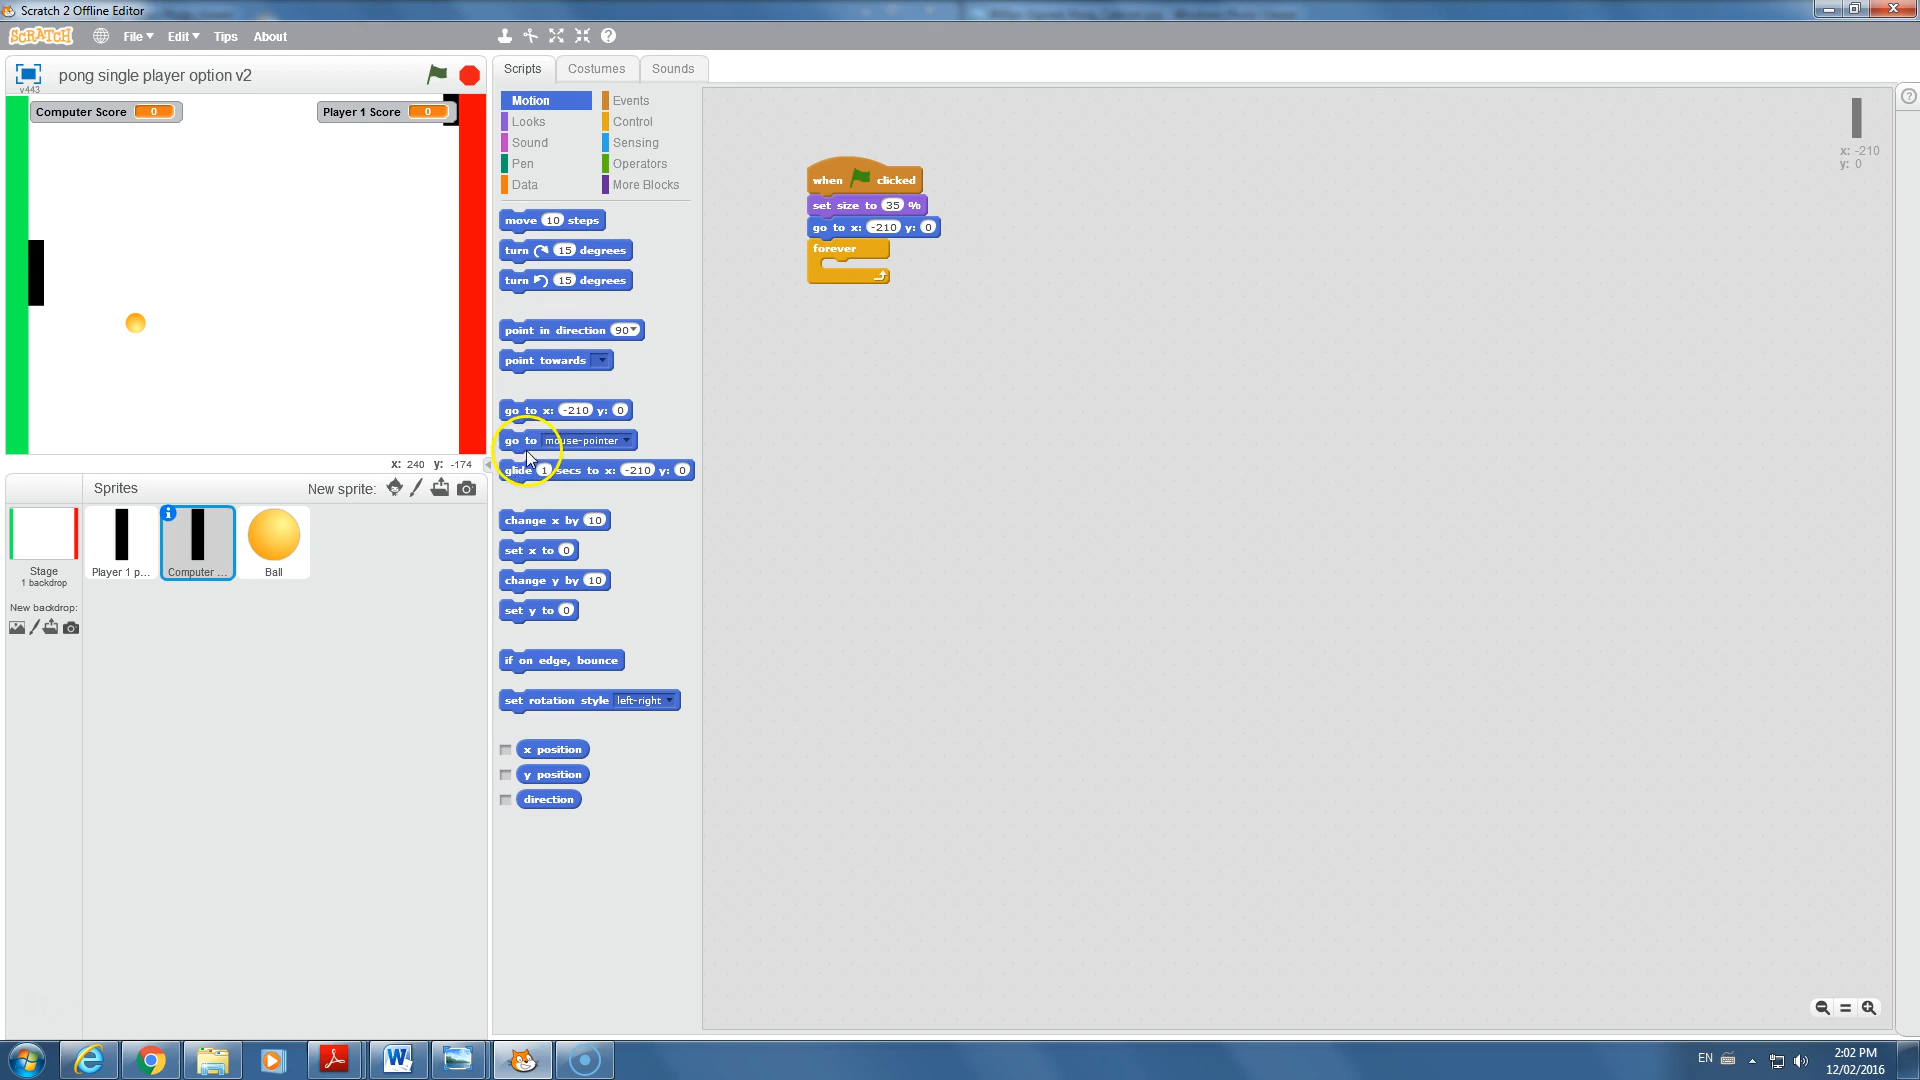 Scratch 2 Offline Editor
SCRATCH File Edit Tips About
v443 pong single player option v2
Scripts Costumes Sounds
Computer Score 0 Player 1 Score 0
Motion Events
Looks Control
Sound Sensing
Pen Operators
Data More Blocks
move 10 steps
turn 15 degrees
turn 15 degrees
point in direction 90
point towards
go to x: -210 y: 0
go to mouse-pointer
glide 1 secs to x: -210 y: 0
change x by 10
set x to 0
change y by 10
set y to 0
if on edge, bounce
set rotation style left-right
x position
y position
direction
when clicked
set size to 35 %
go to x: -210 y: 0
forever
x: -210
y: 0
x: 240 y: -174
Sprites New sprite:
Stage
1 backdrop
New backdrop:
Player 1 p...
Computer ...
Ball
EN
2:02 PM
12/02/2016